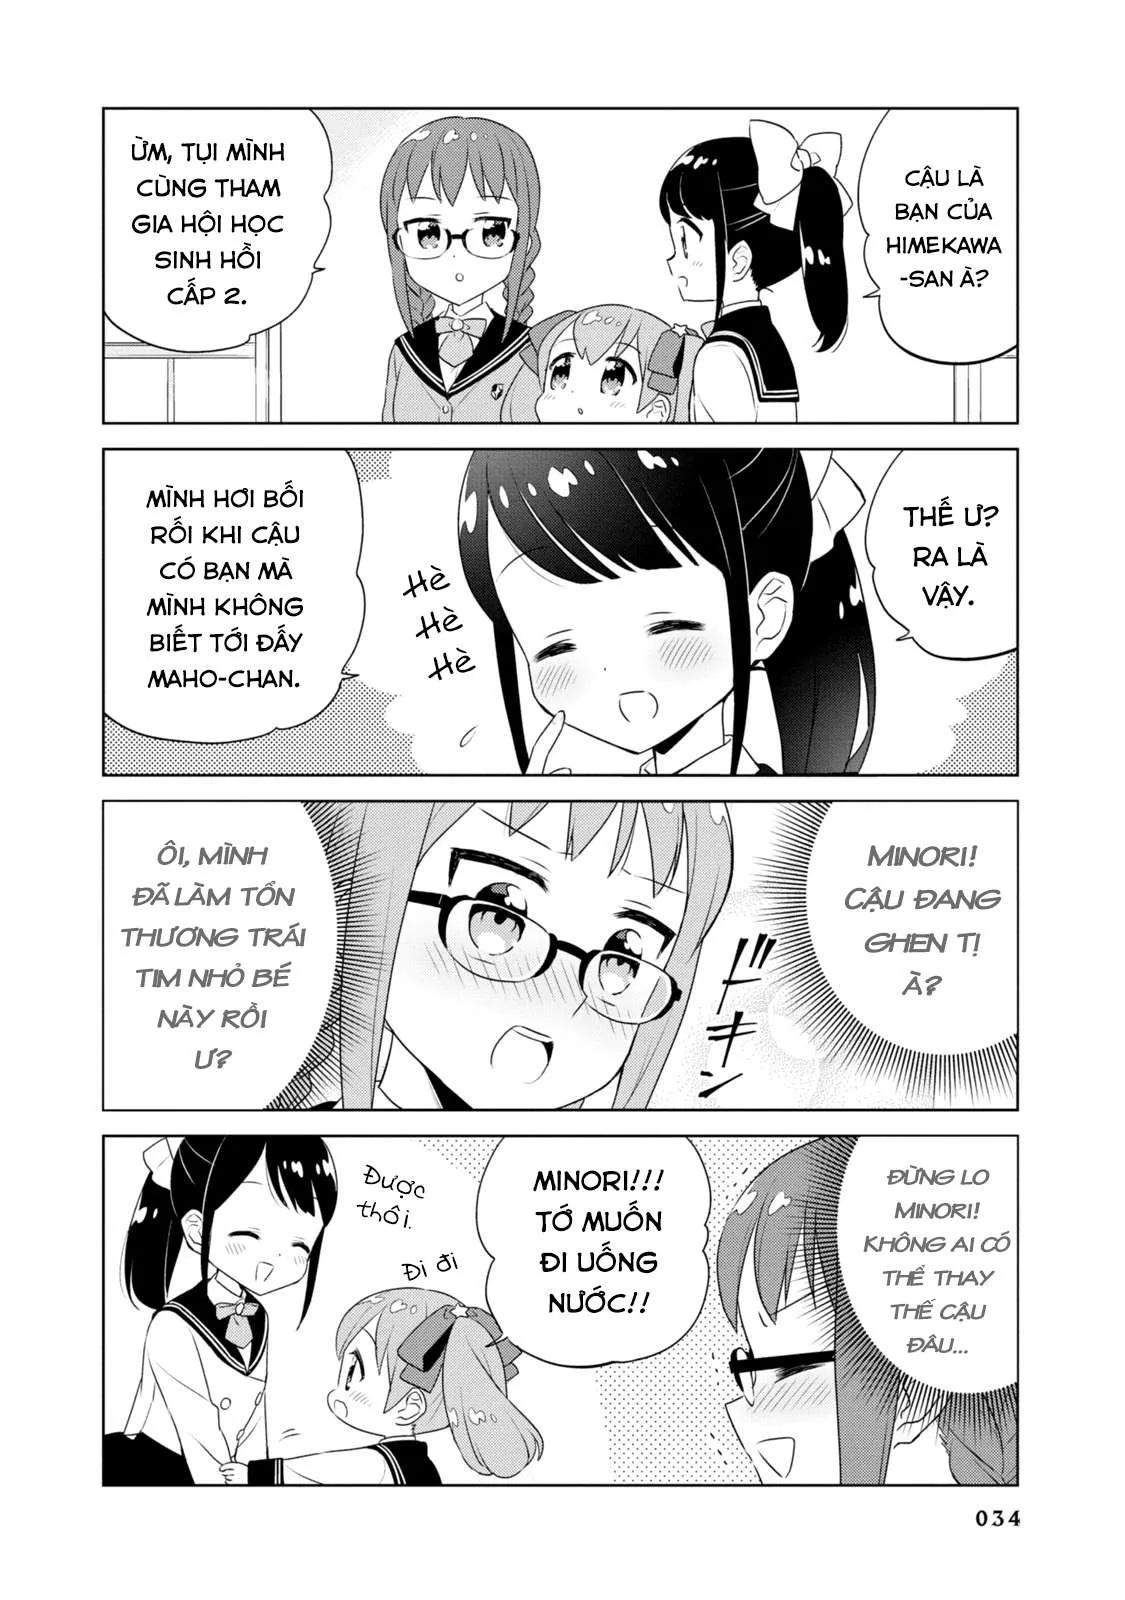 CẬU LÀ
BẠN CỦA
HIMEKAWA
-SAN À?
ỪM, TỤI MÌNH
CÙNG THAM
GIA HỘI HỌC
SINH HỒI
CẤP 2.
THẾ Ư?
RA LÀ
VẬY.
Hè
Hè
Hè
MÌNH HƠI BỐI
RỐI KHI CẬU
CÓ BẠN MÀ
MÌNH KHÔNG
BIẾT TỚI ĐẤY
MAHO-CHAN.
MINORI!
CẬU ĐANG
GHEN TỊ
À?
ドキン
ÔI, MÌNH
ĐÃ LÀM TỔN
THƯƠNG TRÁI
TIM NHỎ BÉ
NÀY RỒI
Ư?
ĐỪNG LO
MINORI!
KHÔNG AI CÓ
THỂ THAY
THẾ CẬU
ĐÂU...
MINORI!!!
TỚ MUỐN
ĐI UỐNG
NƯỚC!!
Đi đi
Được
thôi.
034